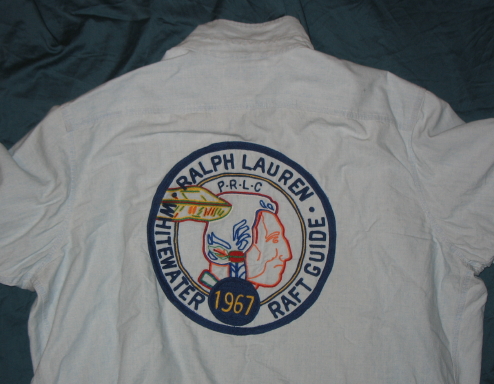 RALPH LAUREN
P-R-L-C
WHITEWATER
RAFT GUIDE
1967